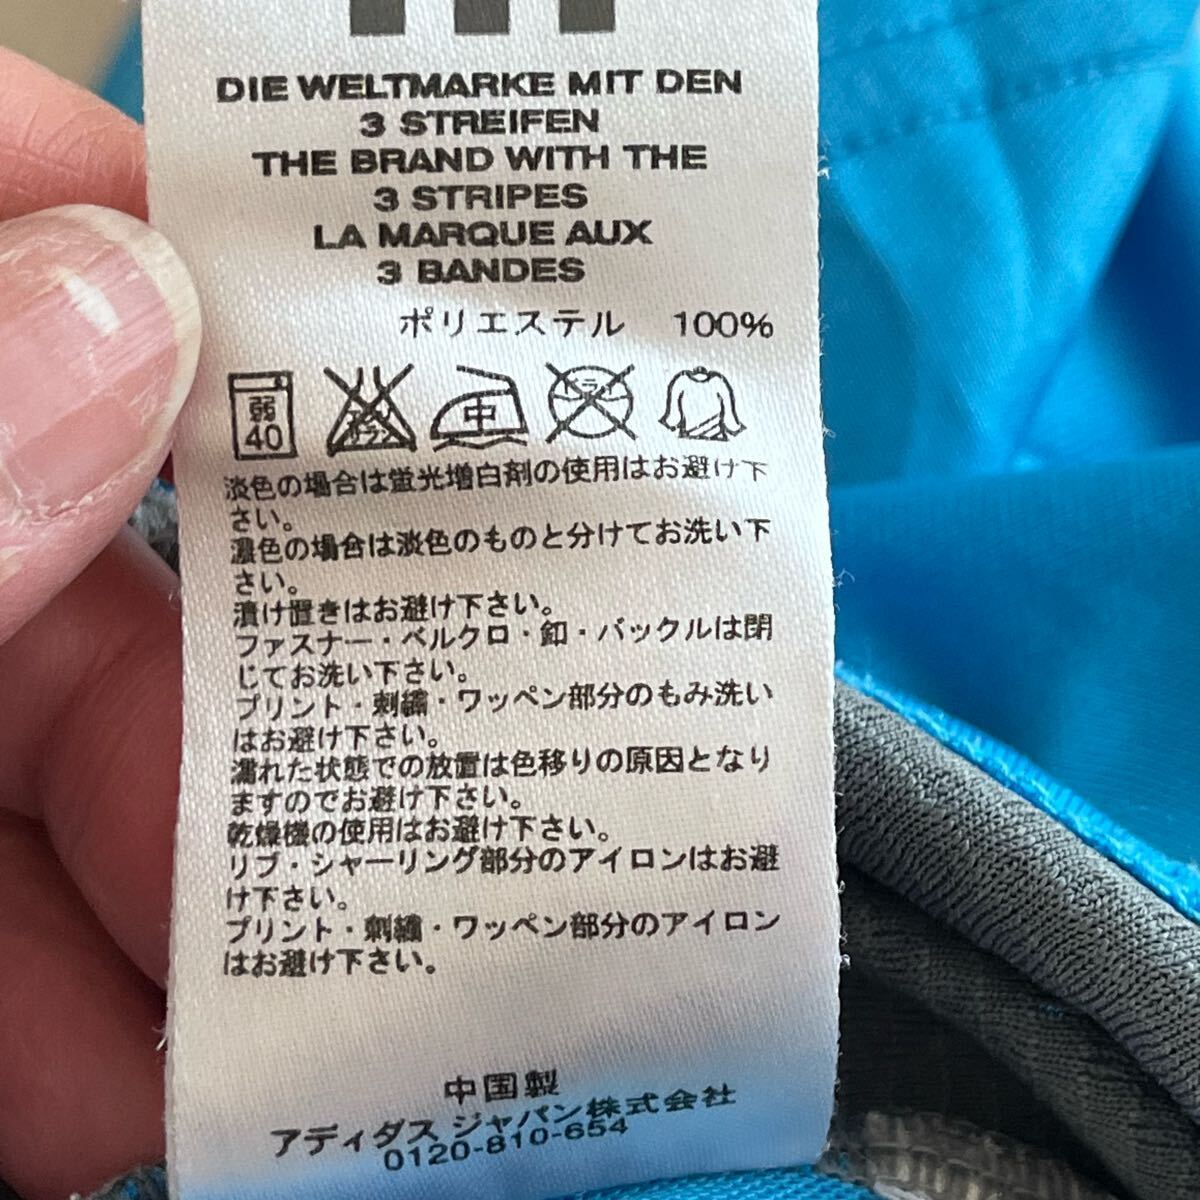 DIE WELTMARKE MIT DEN
3 STREIFEN
THE BRAND WITH THE
3 STRIPES
LA MARQUE AUX
3 BANDES
ポリエステル 100%
弱 40 中
淡色の場合は蛍光増白剤の使用はお避け下
さい。
濃色の場合は淡色のものと分けてお洗い下
さい。
漬け置きはお避け下さい。
ファスナー・ベルクロ・釦・バックルは閉
じてお洗い下さい。
プリント・刺繍・ワッペン部分のもみ洗い
はお避け下さい。
濡れた状態での放置は色移りの原因となり
ますのでお避け下さい。
乾燥機の使用はお避け下さい。
リブ・シャーリング部分のアイロンはお避
け下さい。
プリント・刺繍・ワッペン部分のアイロン
はお避け下さい。
中国製
アディダス ジャパン株式会社
0120-810-654